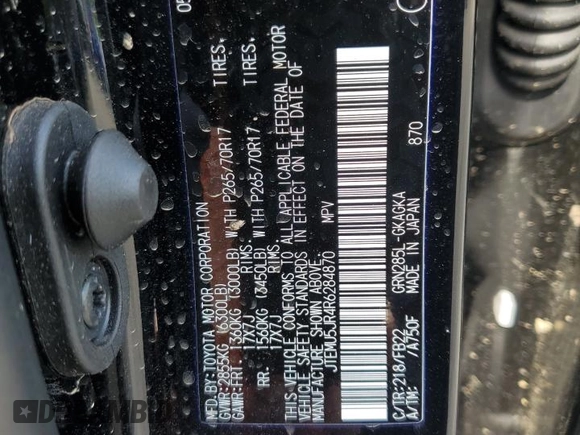 05
MFD. BY: TOYOTA MOTOR CORPORATION
GAWR: 2855KG (6300LB)
GAWR: FRT. 1360KG (3000LB) WITH P265/70R17 TIRES,
17X7J RIMS,
RR. 1560KG (3450LB) WITH P265/70R17 TIRES,
17X7J RIMS,
THIS VEHICLE CONFORMS TO ALL APPLICABLE FEDERAL MOTOR
VEHICLE SAFETY STANDARDS IN EFFECT ON THE DATE OF
MANUFACTURE SHOWN ABOVE.
JTEMU5JR4R6284870 MPV
C/TR: 218/FB22 GRN285L-GKAGKA 870
A/TM: /A750F MADE IN JAPAN